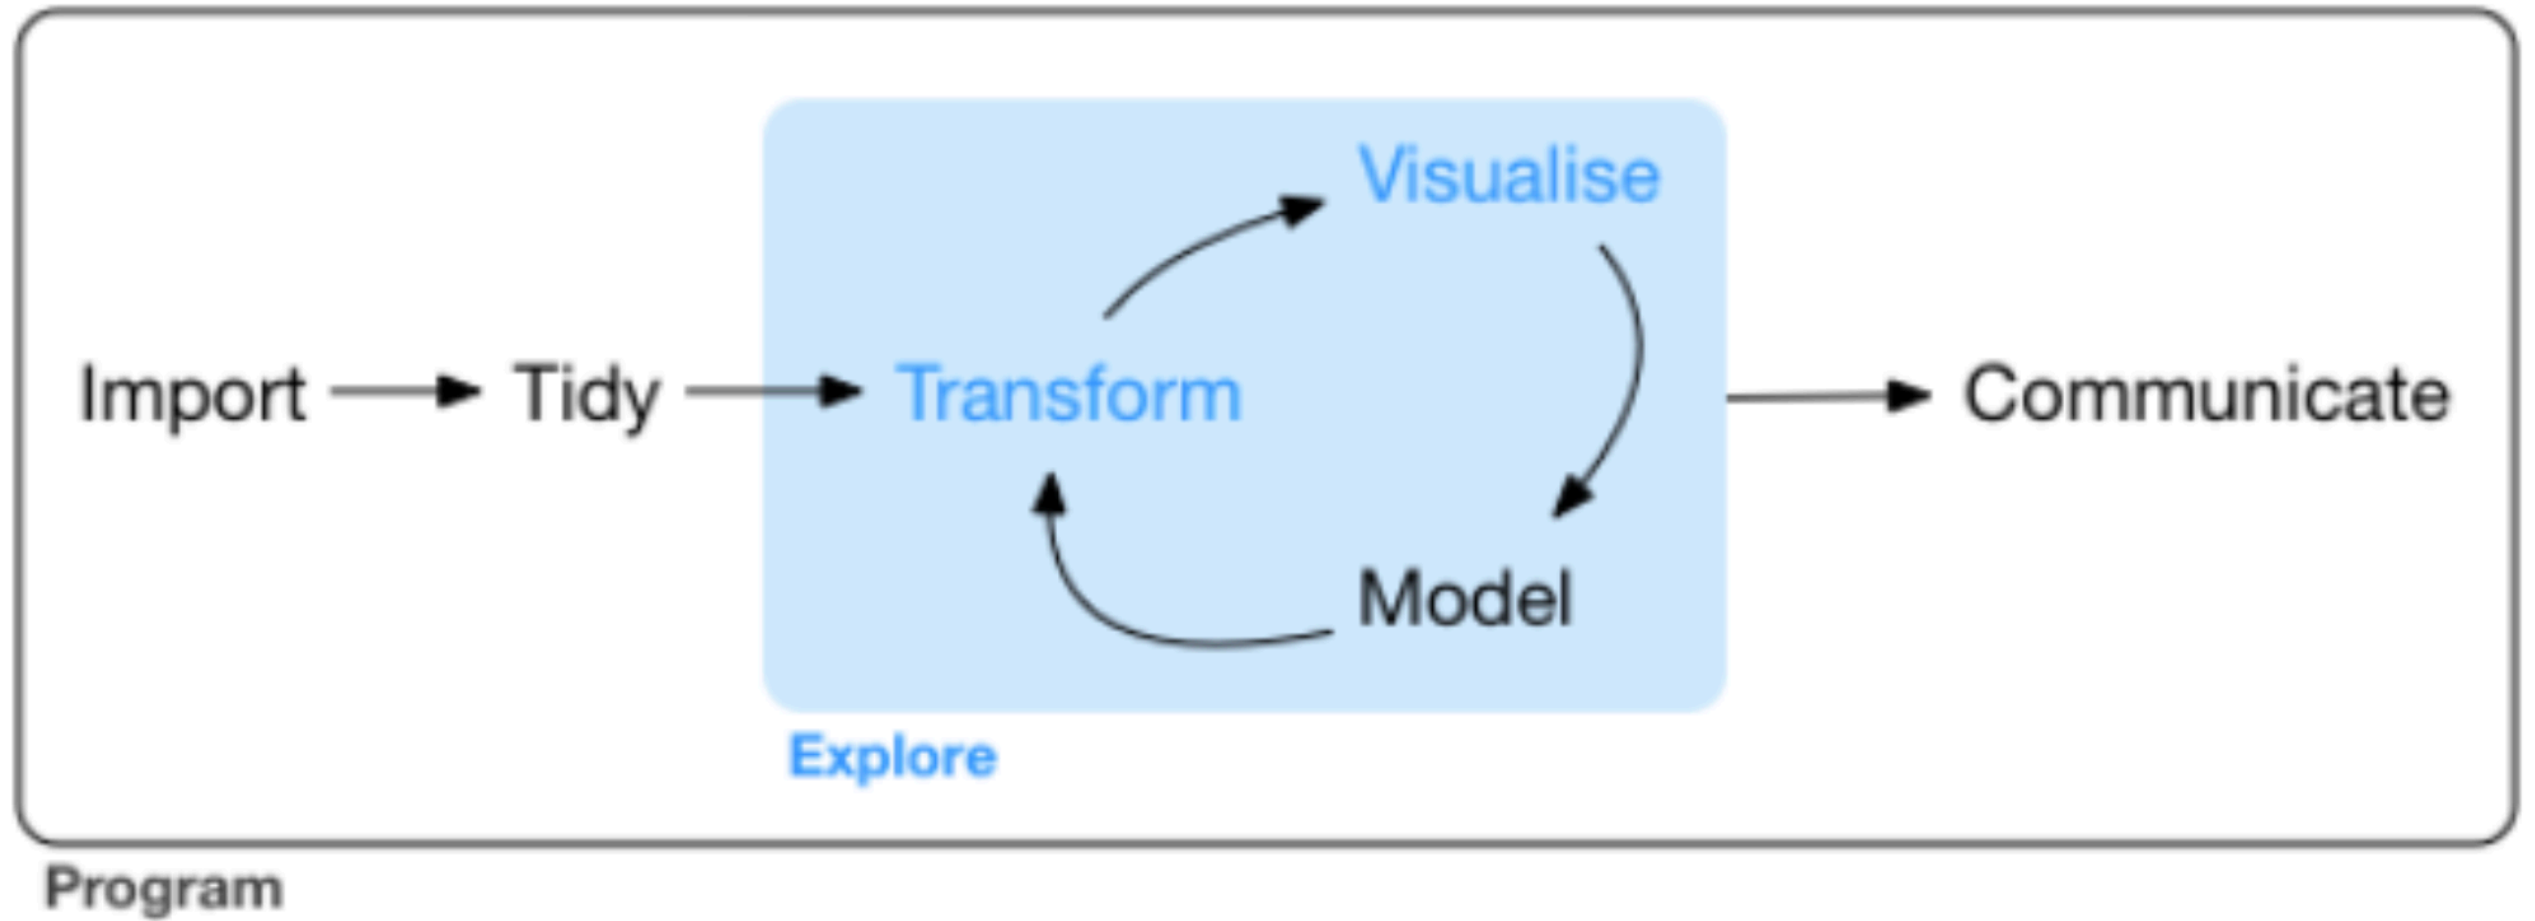 Visualise
Import
Tidy
Transform
Communicate
Model
Explore
Program